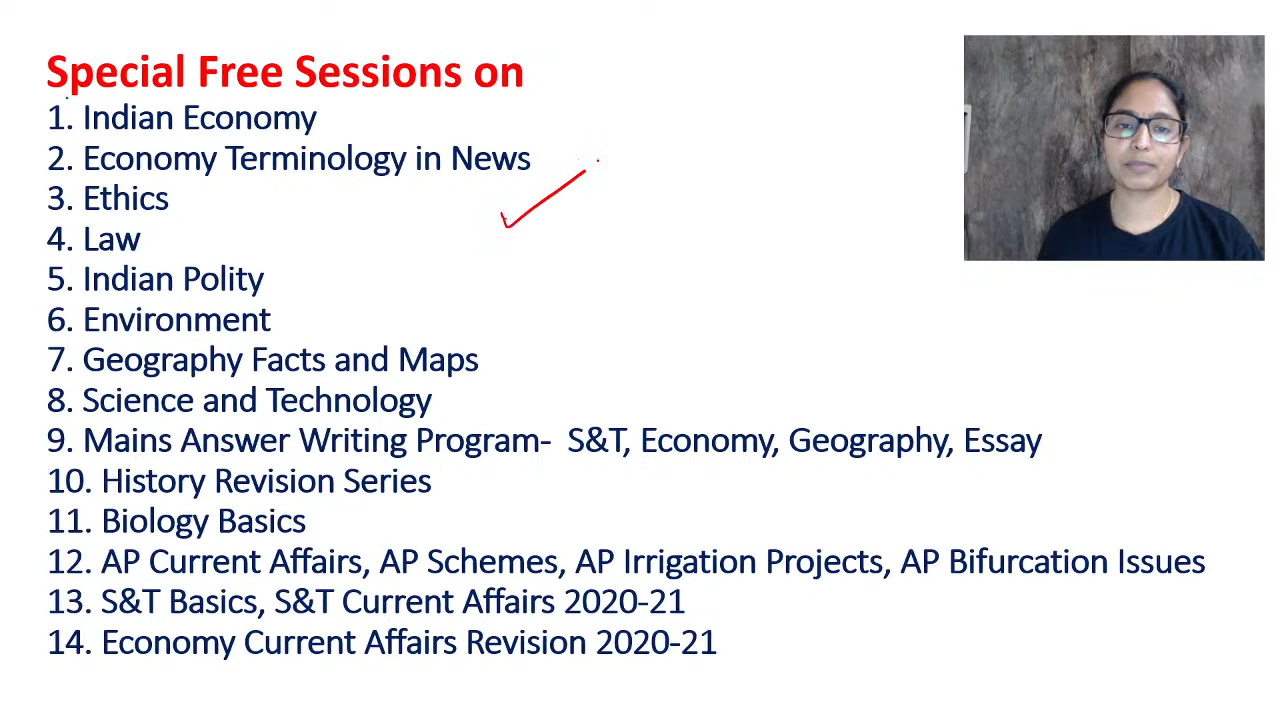 Special Free Sessions on
1. Indian Economy
2. Economy Terminology in News
3. Ethics
4. Law
5. Indian Polity
6. Environment
7. Geography Facts and Maps
8. Science and Technology
9. Mains Answer Writing Program-  S&T, Economy, Geography, Essay
10. History Revision Series
11. Biology Basics
12. AP Current Affairs, AP Schemes, AP Irrigation Projects, AP Bifurcation Issues
13. S&T Basics, S&T Current Affairs 2020-21
14. Economy Current Affairs Revision 2020-21